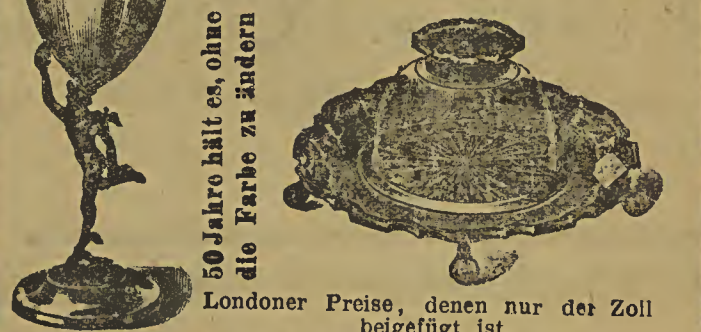 50 Jahre hält es, ohne
die Farbe zu ändern
Londoner Preise, denen nur der Zoll
beigefügt ist